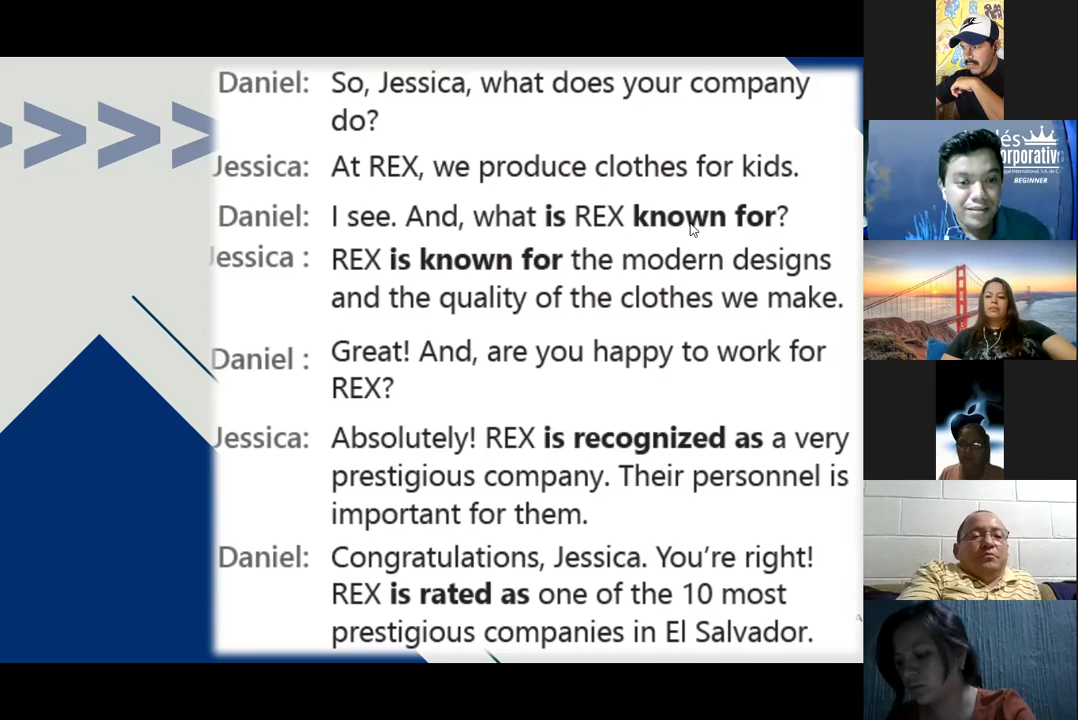 Daniel: So, Jessica, what does your company
do?
Jessica: At REX, we produce clothes for kids.
Daniel: I see. And, what is REX known for?
Jessica : REX is known for the modern designs
and the quality of the clothes we make.
Daniel : Great! And, are you happy to work for
REX?
Jessica: Absolutely! REX is recognized as a very
prestigious company. Their personnel is
important for them.
Daniel: Congratulations, Jessica. You're right!
REX is rated as one of the 10 most
prestigious companies in El Salvador.
és
orporativo
BEGINNER